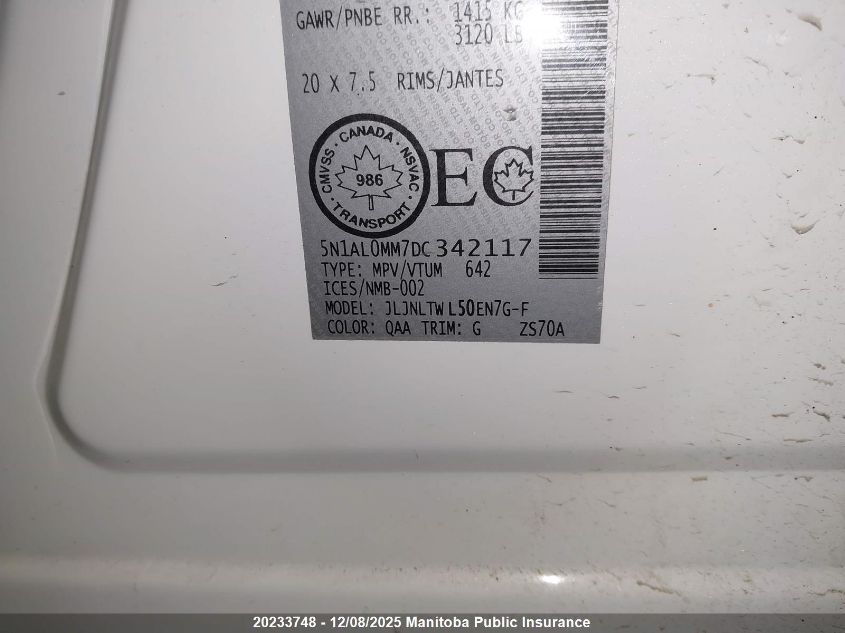 GAWR/PNBE RR.: 1415 KG
3120 LB
20 X 7.5 RIMS/JANTES
CMVSS · CANADA · NSVAC
986
TRANSPORT
EC
5N1AL0MM7DC342117
TYPE: MPV/VTUM 642
ICES/NMB-002
MODEL: JLJNLTWL50EN7G-F
COLOR: QAA TRIM: G ZS70A
20233748 - 12/08/2025 Manitoba Public Insurance